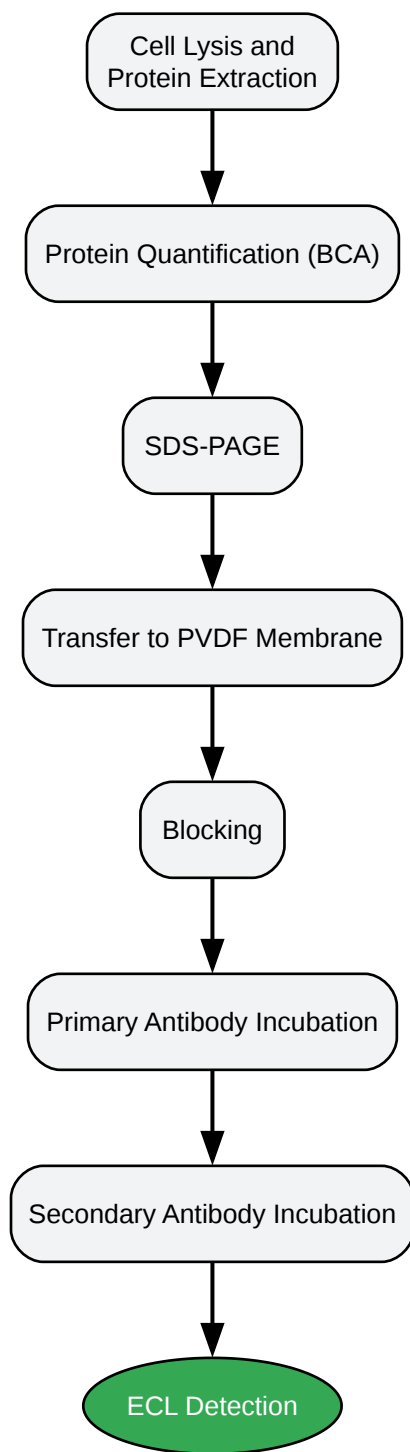 Cell Lysis and
Protein Extraction
Protein Quantification (BCA)
SDS-PAGE
Transfer to PVDF Membrane
Blocking
Primary Antibody Incubation
Secondary Antibody Incubation
ECL Detection